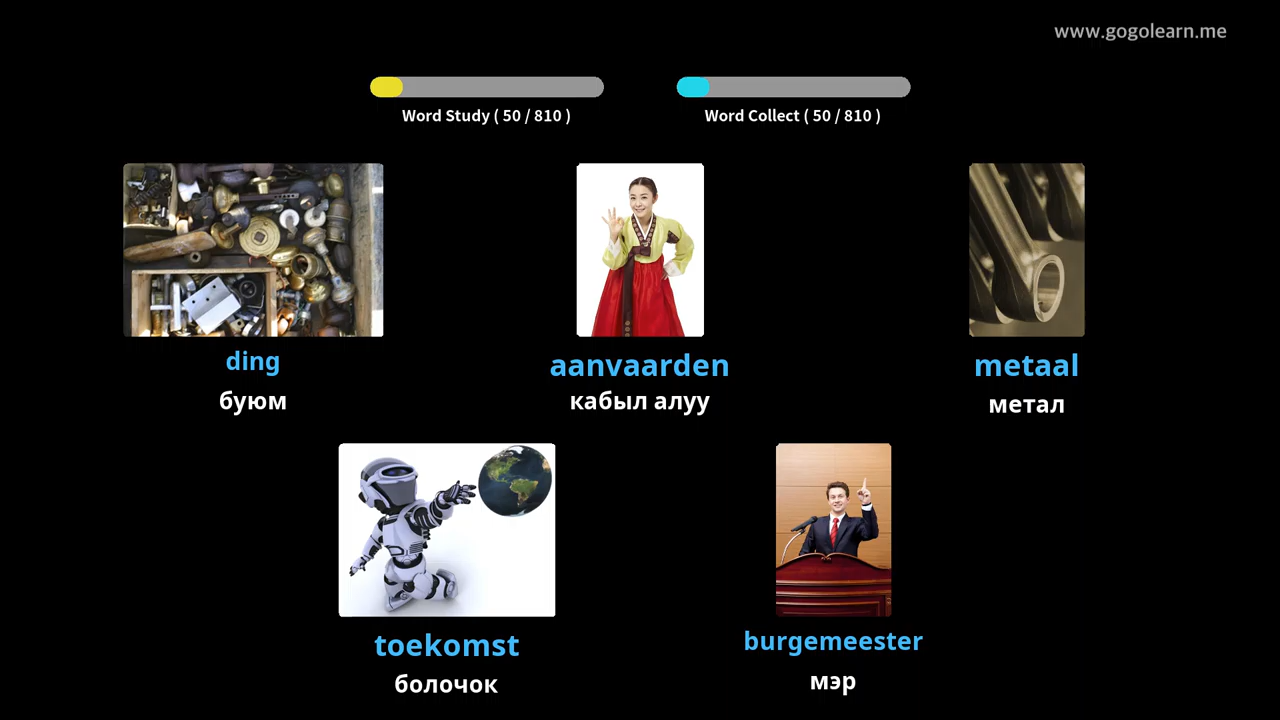 www.gogolearn.me
Word Study ( 50 / 810 )
Word Collect ( 50 / 810 )
ding
буюм
aanvaarden
кабыл алуу
metaal
метал
toekomst
болочок
burgemeester
мэр